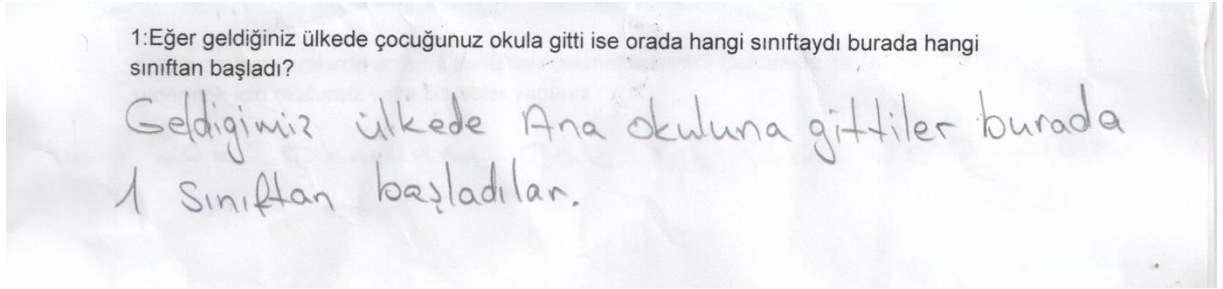 1:Eğer geldiğiniz ülkede çocuğunuz okula gitti ise orada hangi sınıftaydı burada hangi
sınıftan başladı?
Geldigimiz ülkede Ana okuluna gittiler burada
1 Sınıftan başladılar.